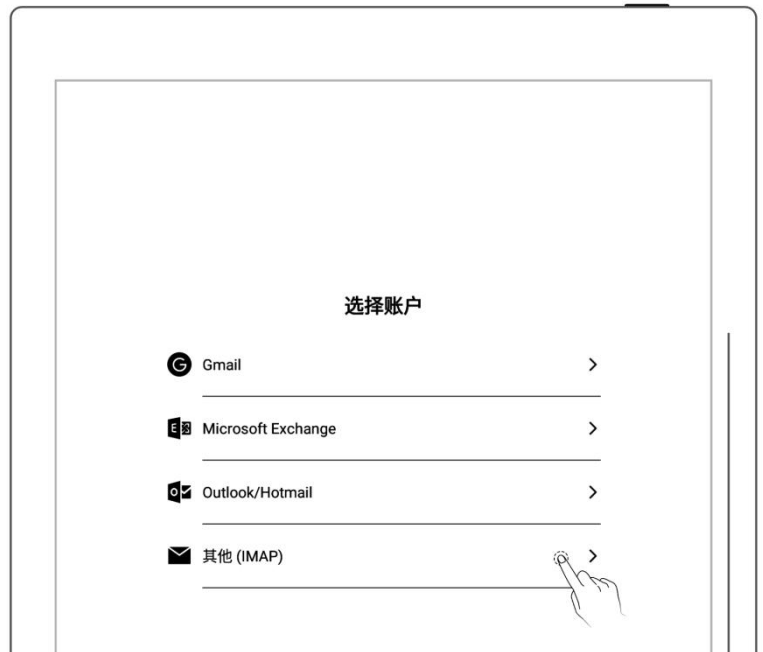 选择账户
Gmail
Microsoft Exchange
Outlook/Hotmail
其他 (IMAP)